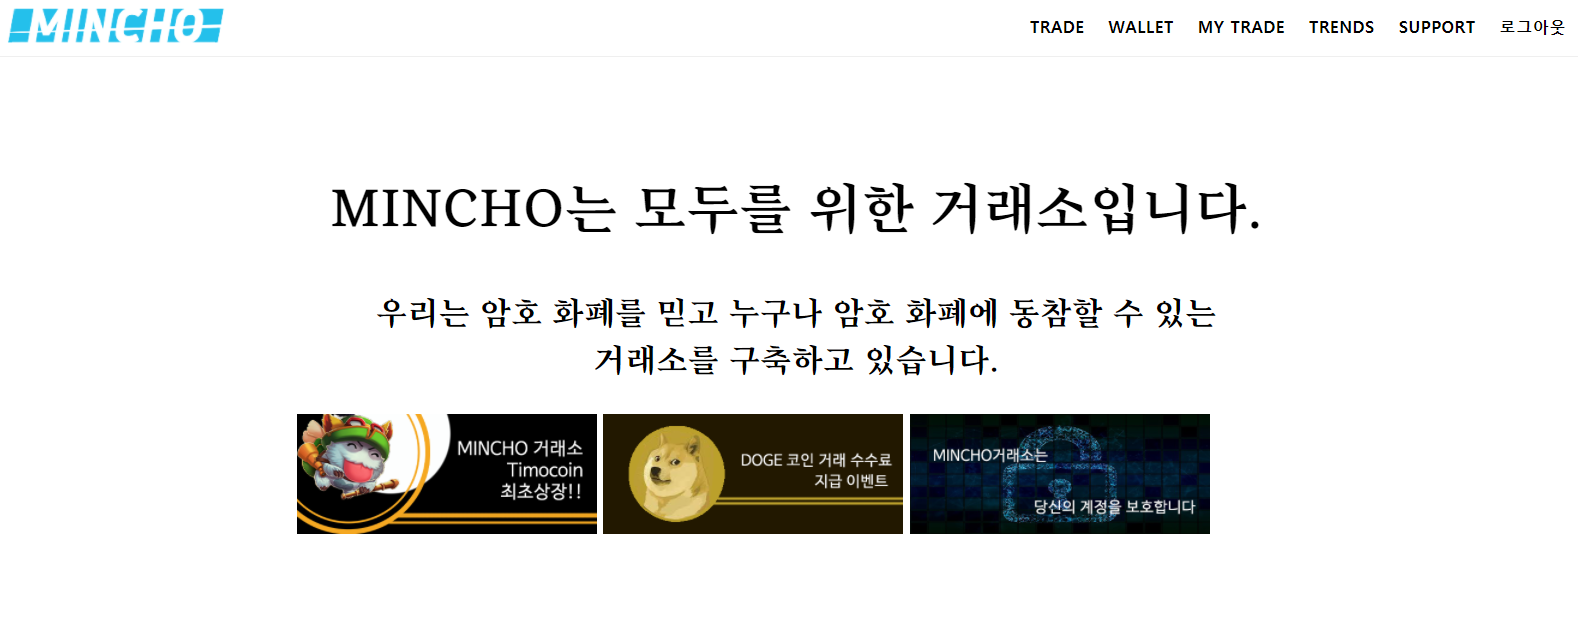 MINCHO
TRADE WALLET MY TRADE TRENDS SUPPORT 로그아웃
MINCHO는 모두를 위한 거래소입니다.
우리는 암호 화폐를 믿고 누구나 암호 화폐에 동참할 수 있는
거래소를 구축하고 있습니다.
MINCHO 거래소
Timocoin
최초상장!!
DOGE 코인 거래 수수료
지급 이벤트
MINCHO거래소는
당신의 계정을 보호합니다